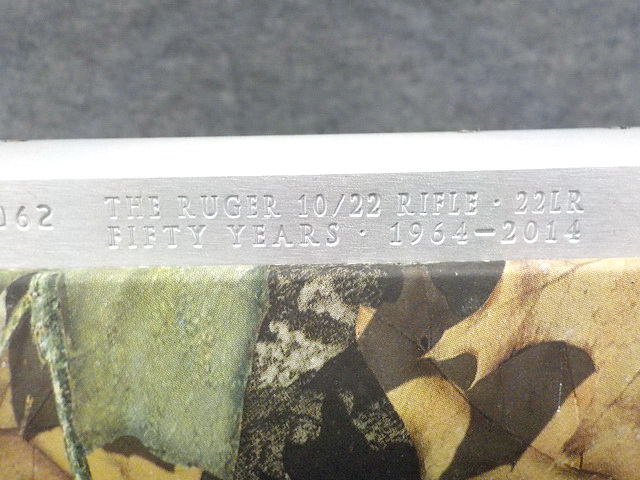 THE RUGER 10/22 RIFLE · 22LR
FIFTY YEARS · 1964-2014